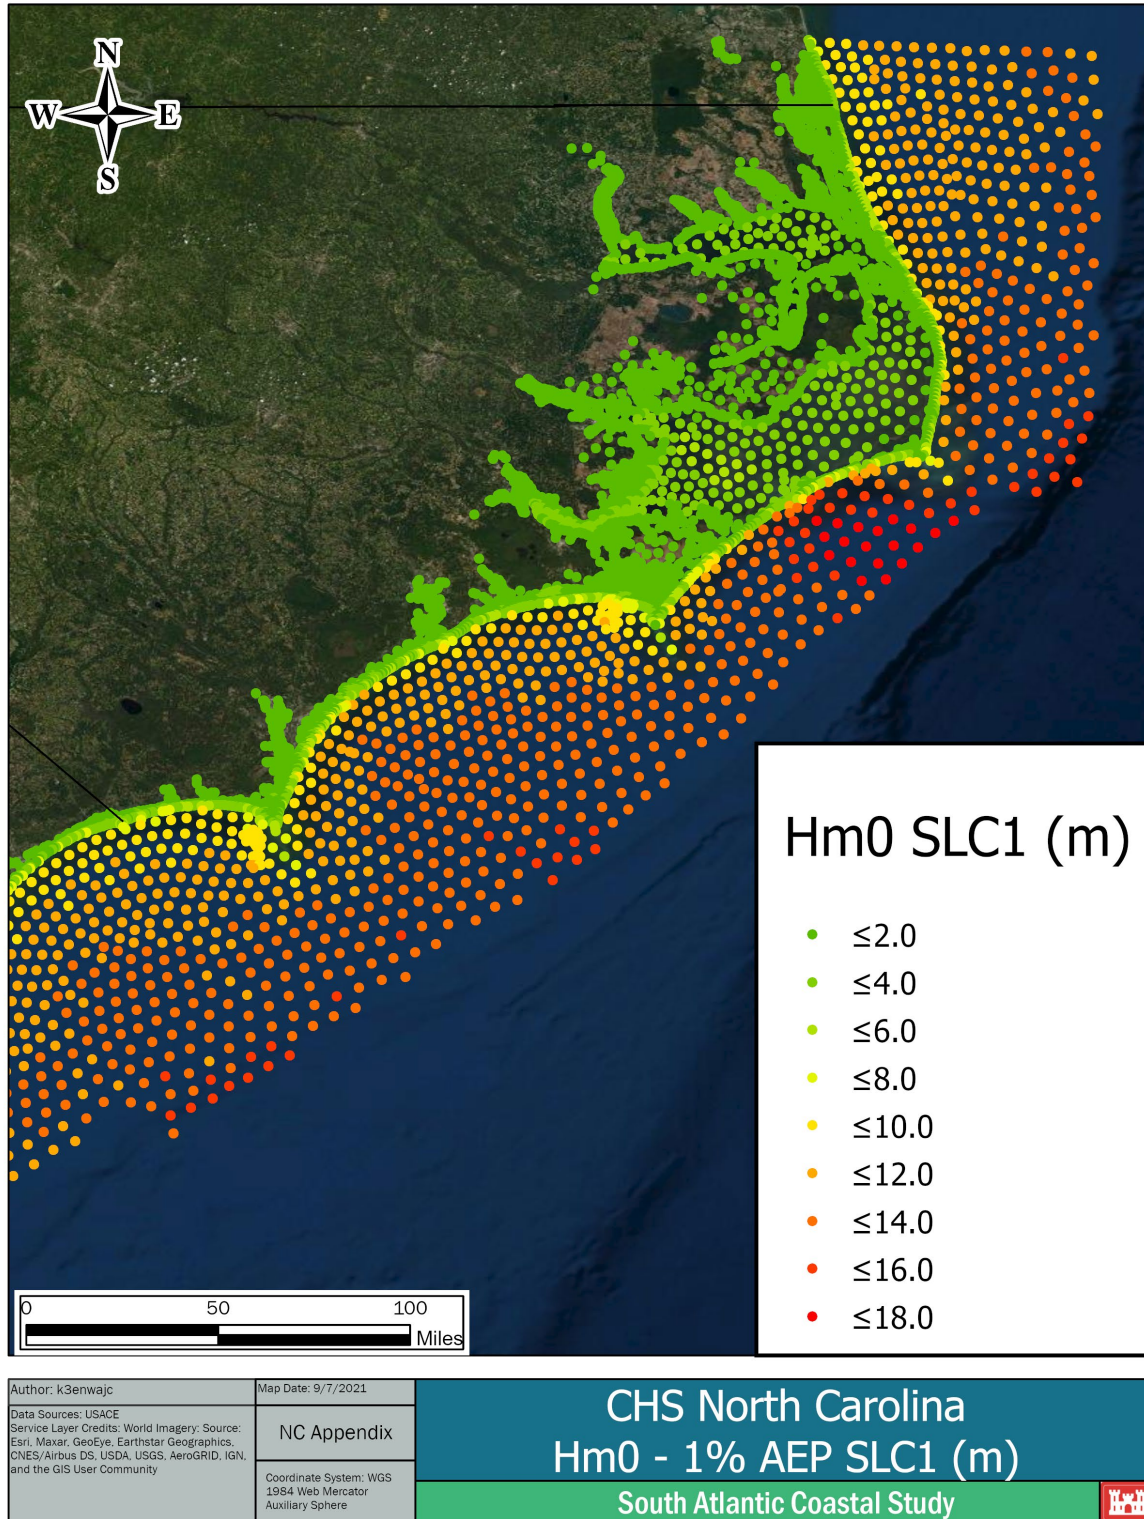 N
W E
S
Hm0 SLC1 (m)
≤2.0
≤4.0
≤6.0
≤8.0
≤10.0
≤12.0
≤14.0
≤16.0
≤18.0
0 50 100
Miles
Author: k3enwajc
Data Sources: USACE
Service Layer Credits: World Imagery: Source:
Esri, Maxar, GeoEye, Earthstar Geographics,
CNES/Airbus DS, USDA, USGS, AeroGRID, IGN,
and the GIS User Community
Map Date: 9/7/2021
NC Appendix
Coordinate System: WGS
1984 Web Mercator
Auxiliary Sphere
CHS North Carolina
Hm0 - 1% AEP SLC1 (m)
South Atlantic Coastal Study